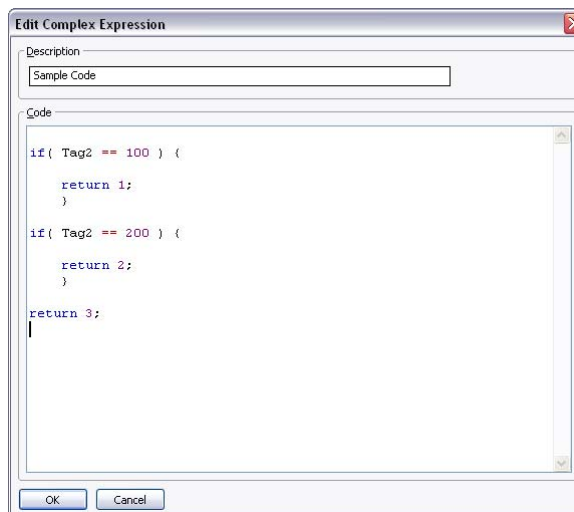 Edit Complex Expression
Description
Sample Code
Code
if( Tag2 == 100 ) {
return 1;
}
if( Tag2 == 200 ) {
return 2;
}
return 3;
OK Cancel